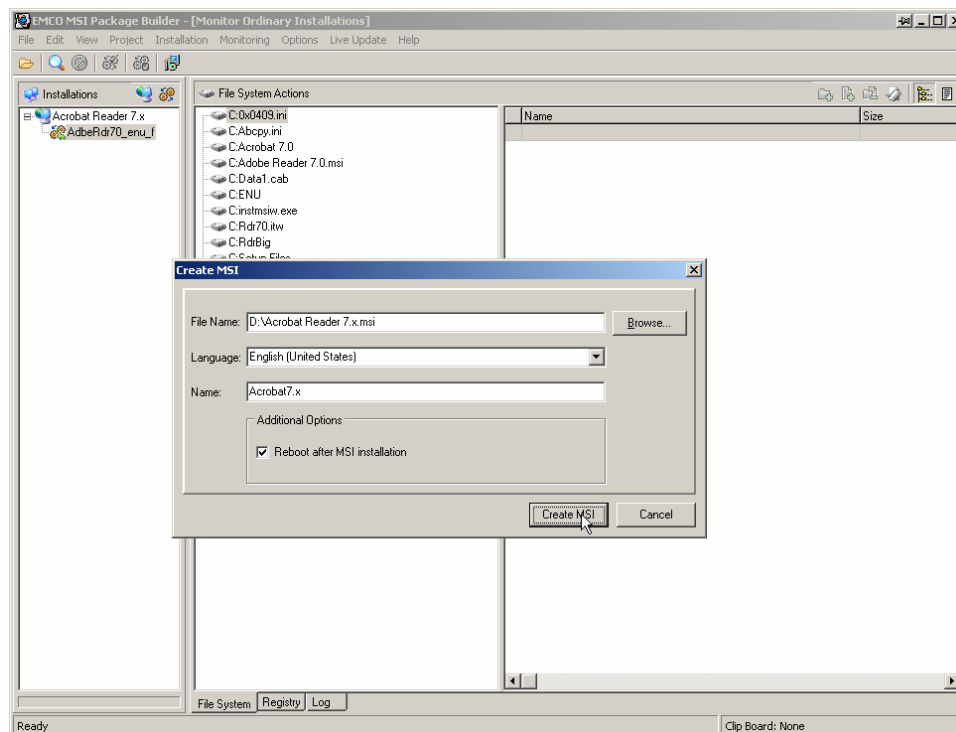 EMCO MSI Package Builder - [Monitor Ordinary Installations]
File Edit View Project Installation Monitoring Options Live Update Help
Installations
File System Actions
Acrobat Reader 7.x
AdbeRdr70_enu_f
C:0x0409.ini
C:Abcpy.ini
C:Acrobat 7.0
C:Adobe Reader 7.0.msi
C:Data1.cab
C:ENU
C:instmsiw.exe
C:Rdr70.itw
C:RdrBig
C:Setup Files
Name Size
Create MSI
File Name: D:\Acrobat Reader 7.x.msi Browse...
Language: English (United States)
Name: Acrobat7.x
Additional Options
Reboot after MSI installation
Create MSI Cancel
File System Registry Log
Ready Clip Board: None